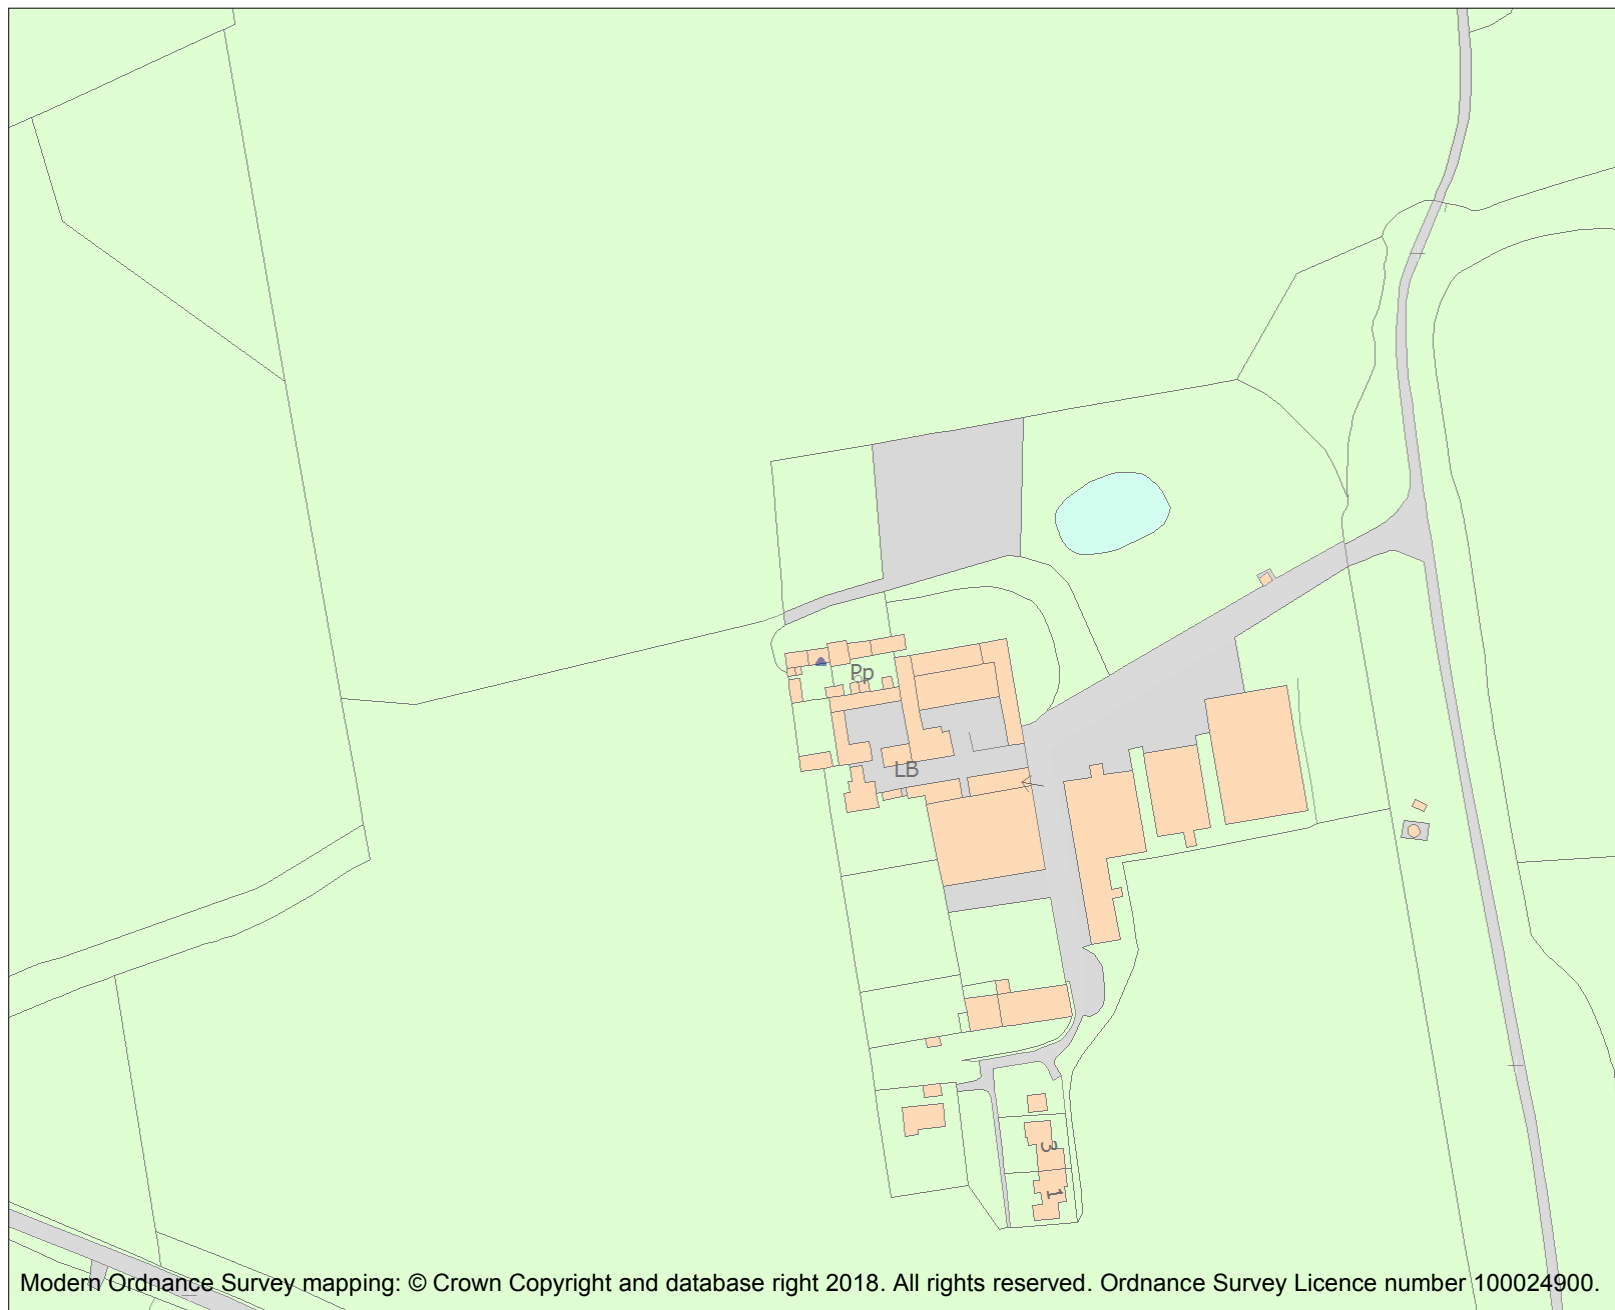 Pp
LB
3
1
Modern Ordnance Survey mapping: © Crown Copyright and database right 2018. All rights reserved. Ordnance Survey Licence number 100024900.